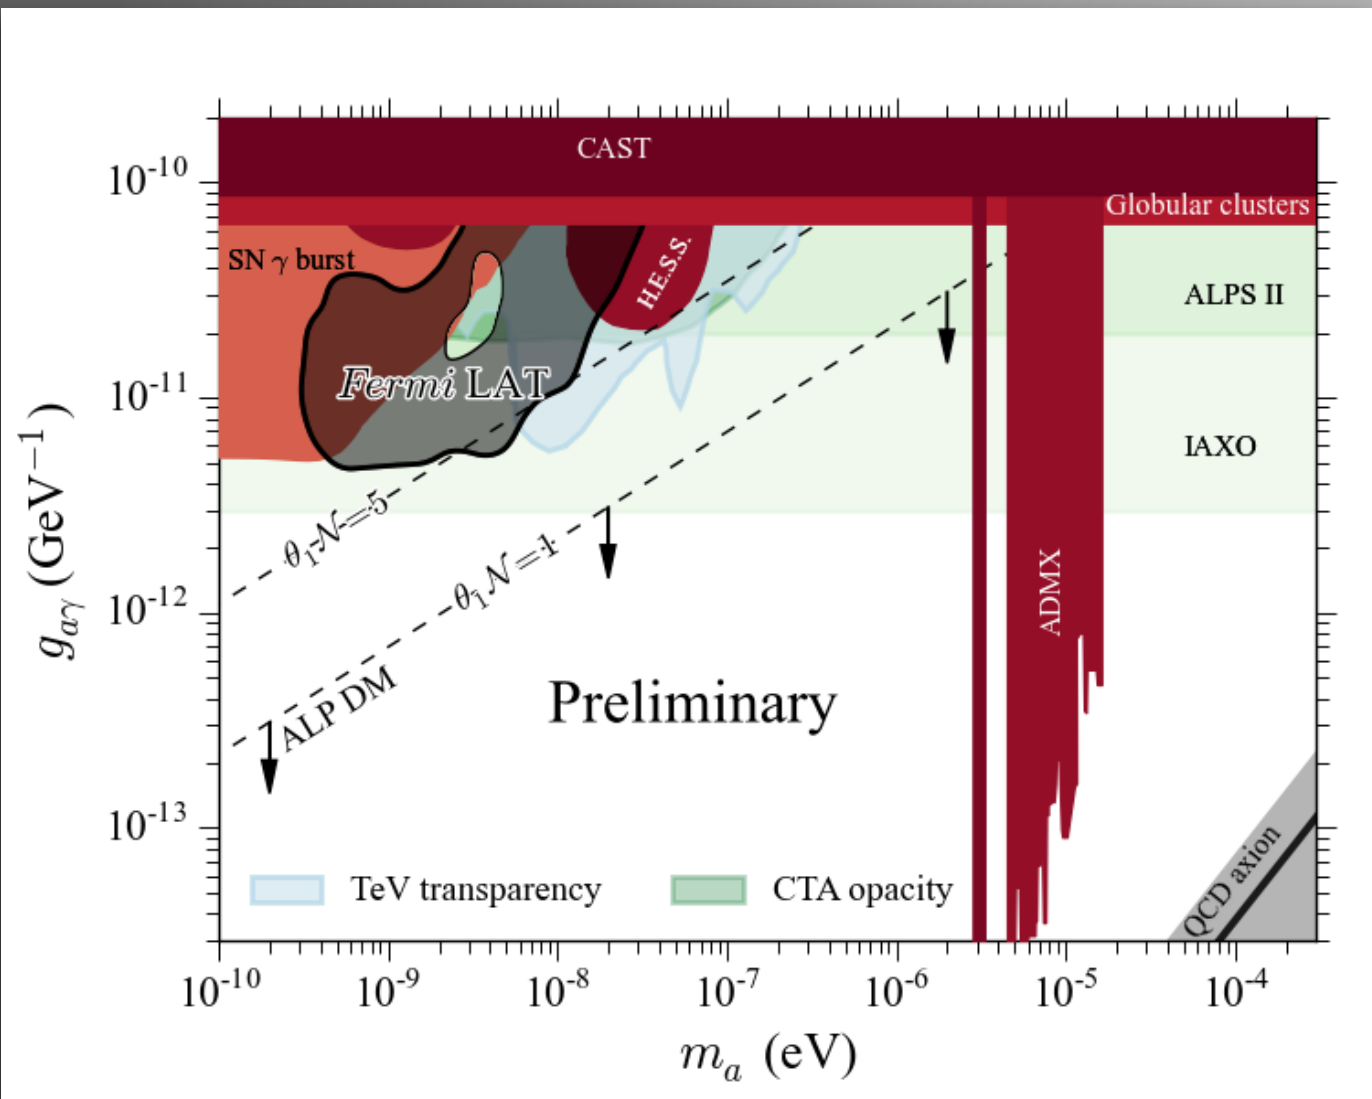 CAST
10^-10
Globular clusters
SN γ burst
H.E.S.S.
ALPS II
Fermi LAT
10^-11
IAXO
g_aγ (GeV^-1)
θ₁𝒩=5
θ₁𝒩=1
10^-12
ADMX
ALP DM
Preliminary
10^-13
QCD axion
TeV transparency
CTA opacity
10^-10 10^-9 10^-8 10^-7 10^-6 10^-5 10^-4
m_a (eV)